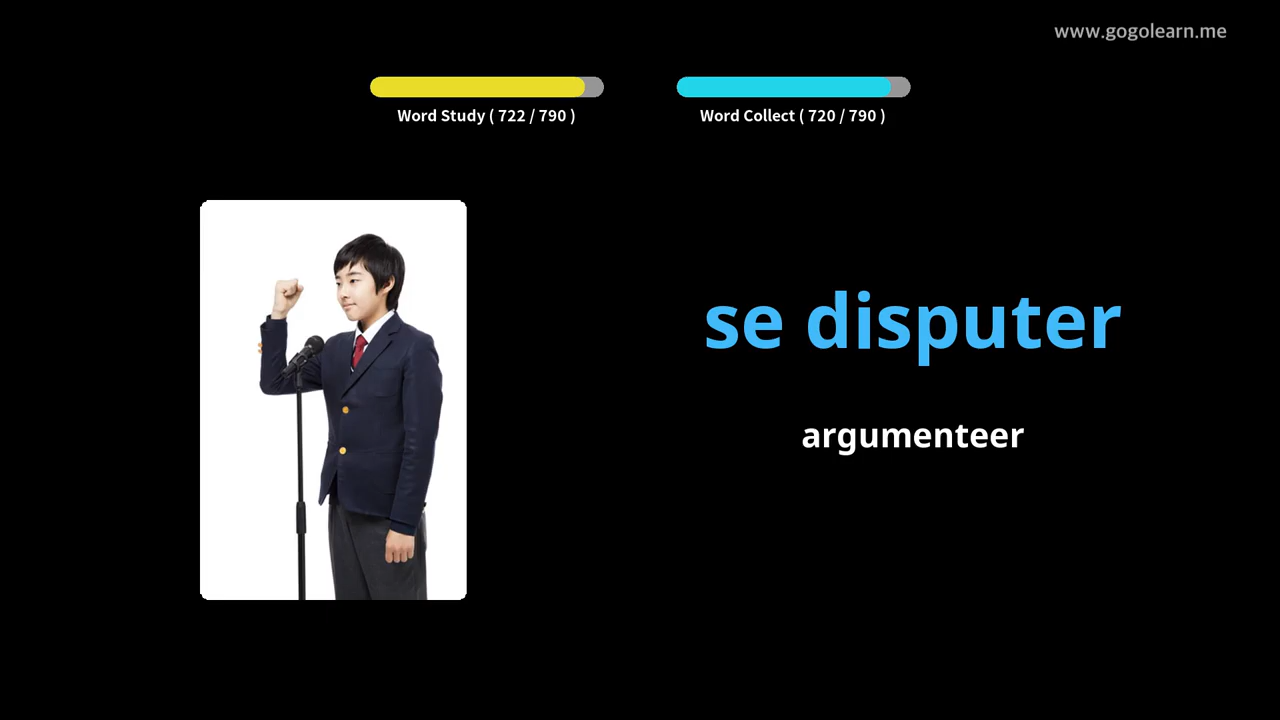 www.gogolearn.me
Word Study ( 722 / 790 )
Word Collect ( 720 / 790 )
se disputer
argumenteer